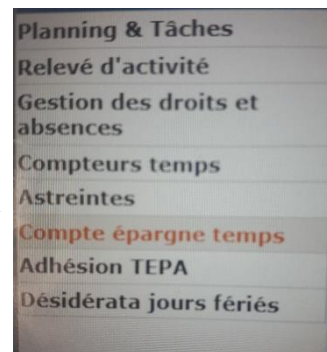 Planning & Tâches
Relevé d'activité
Gestion des droits et
absences
Compteurs temps
Astreintes
Compte épargne temps
Adhésion TEPA
Désidérata jours fériés